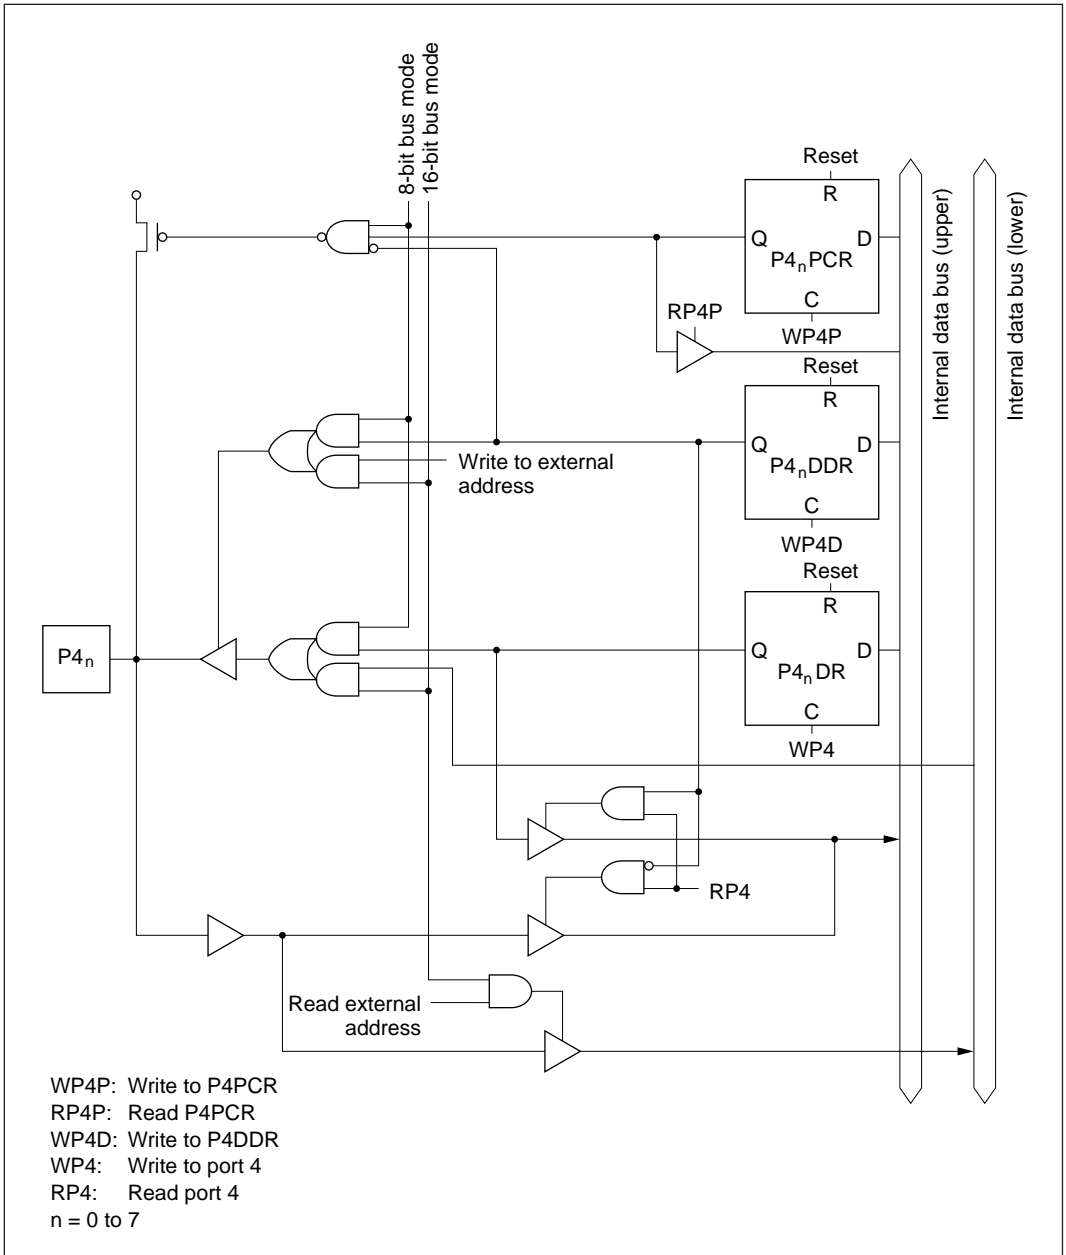 8-bit bus mode
16-bit bus mode
Reset
R
Q
D
P4nPCR
C
WP4P
RP4P
Internal data bus (upper)
Internal data bus (lower)
Reset
R
Q
D
P4nDDR
C
WP4D
Write to external
address
Reset
R
Q
D
P4nDR
C
WP4
P4n
RP4
Read external
address
WP4P: Write to P4PCR
RP4P: Read P4PCR
WP4D: Write to P4DDR
WP4: Write to port 4
RP4: Read port 4
n = 0 to 7